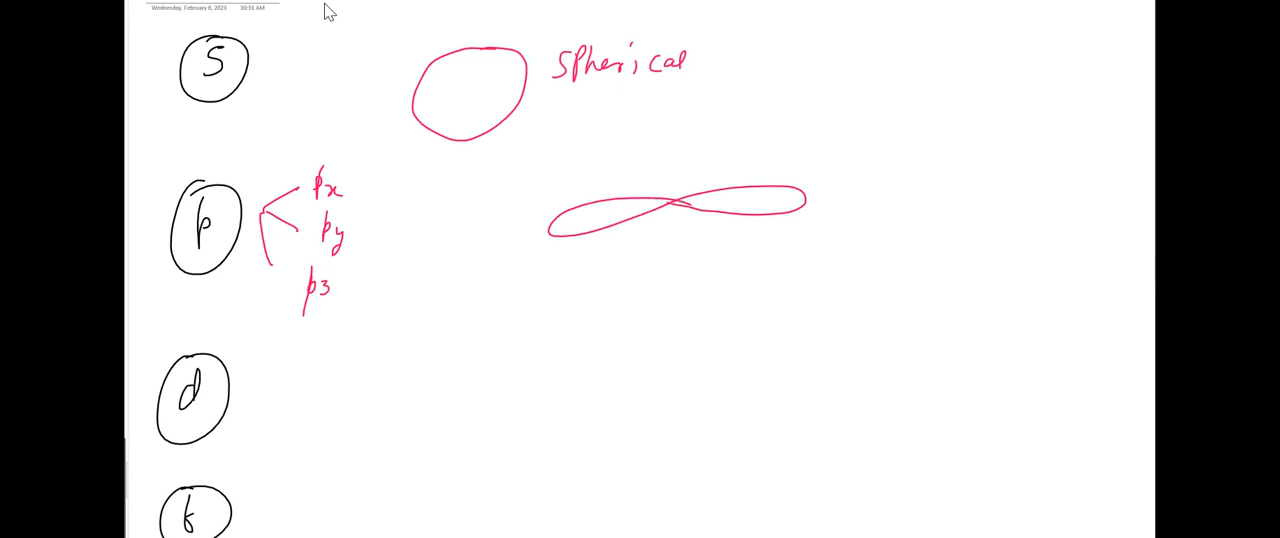 Wednesday, February 8, 2023 10:31 AM
S
Spherical
p
px
py
pz
d
f